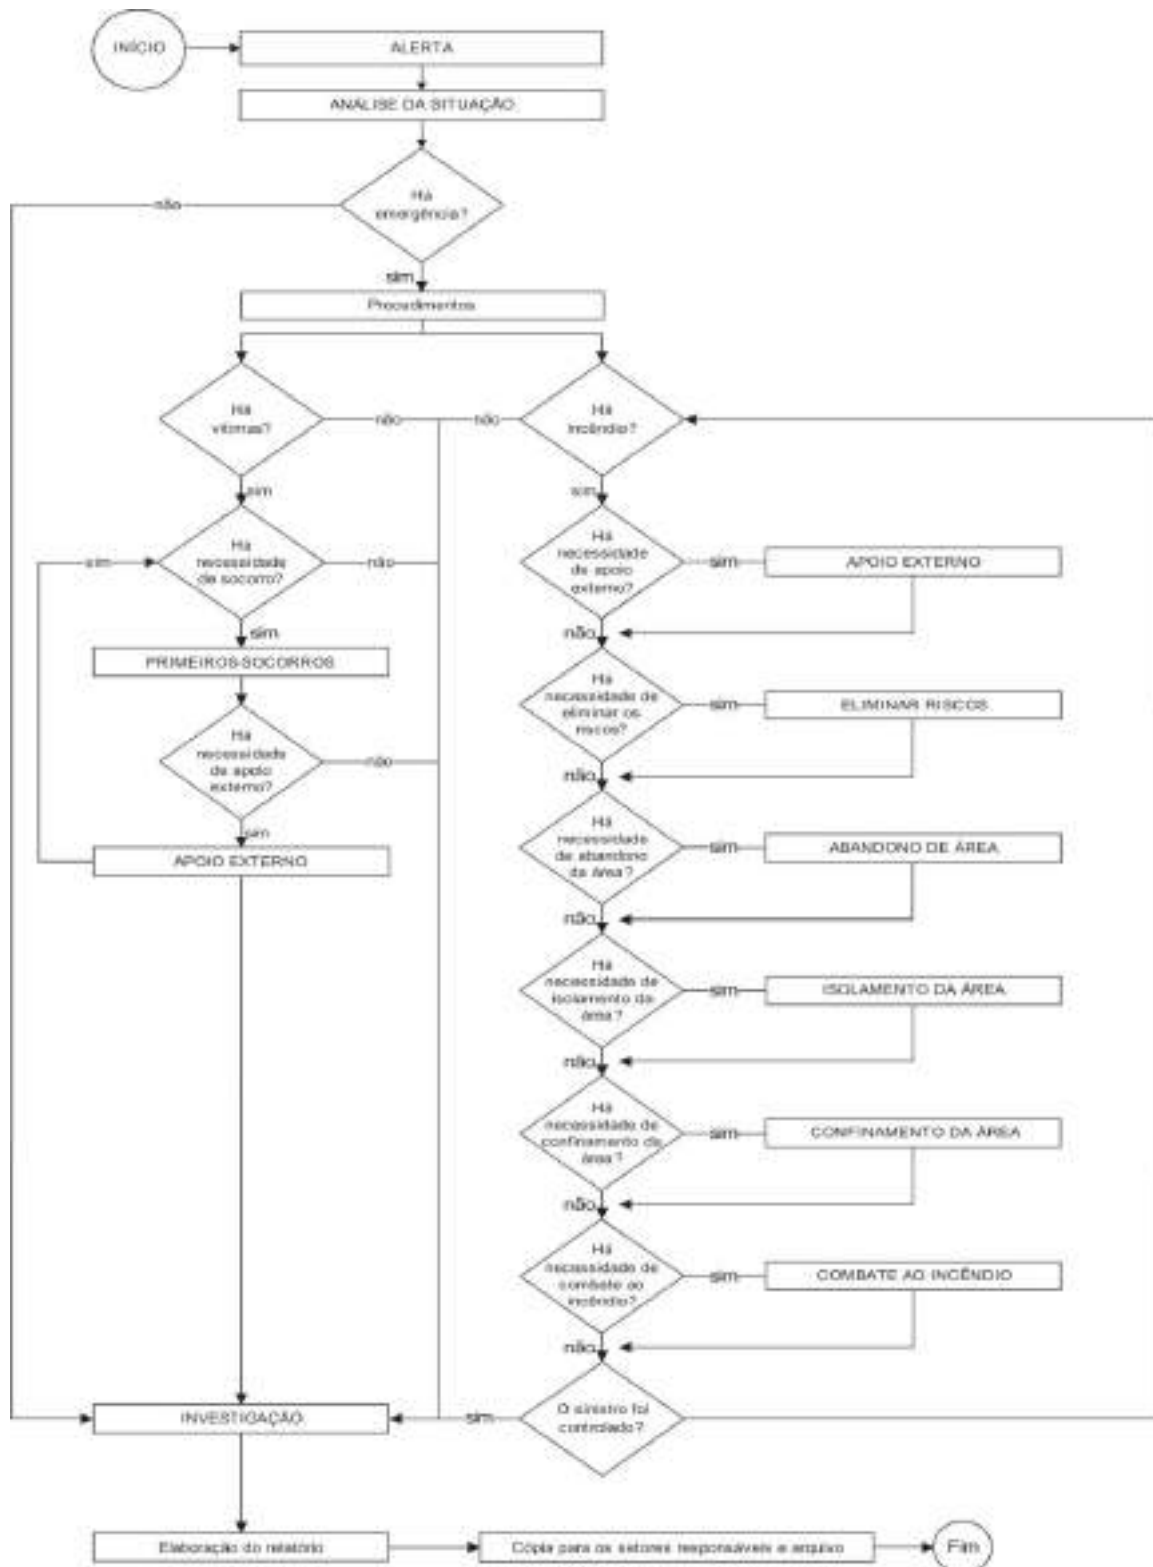 INÍCIO
ALERTA
ANÁLISE DA SITUAÇÃO
Há
emergência?
não
sim
Procedimentos
Há
vítimas?
não
não
Há
incêndio?
sim
sim
Há
necessidade
de socorro?
sim
não
Há
necessidade
de apoio
externo?
sim
APOIO EXTERNO
sim
não
PRIMEIROS-SOCORROS
Há
necessidade de
eliminar os
riscos?
sim
ELIMINAR RISCOS
Há
necessidade
de apoio
externo?
não
não
sim
APOIO EXTERNO
Há
necessidade
de abandono
da área?
sim
ABANDONO DE ÁREA
não
Há
necessidade de
isolamento da
área?
sim
ISOLAMENTO DA ÁREA
não
Há
necessidade de
confinamento da
área?
sim
CONFINAMENTO DA ÁREA
não
Há
necessidade de
combate ao
incêndio?
sim
COMBATE AO INCÊNDIO
não
INVESTIGAÇÃO
sim
O sinistro foi
controlado?
Elaboração do relatório
Cópia para os setores responsáveis e arquivo
Fim